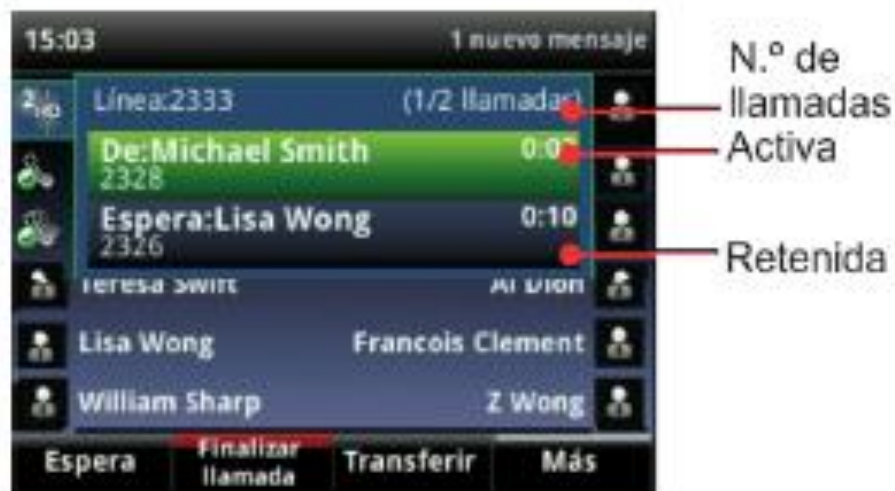 15:03 1 nuevo mensaje
N.º de
llamadas
2 HD Línea:2333 (1/2 llamadas)
De:Michael Smith
2328
Activa
Espera:Lisa Wong 0:10
2326
Retenida
Teresa Swift Al Dion
Lisa Wong Francois Clement
William Sharp Z Wong
Espera Finalizar
llamada Transferir Más